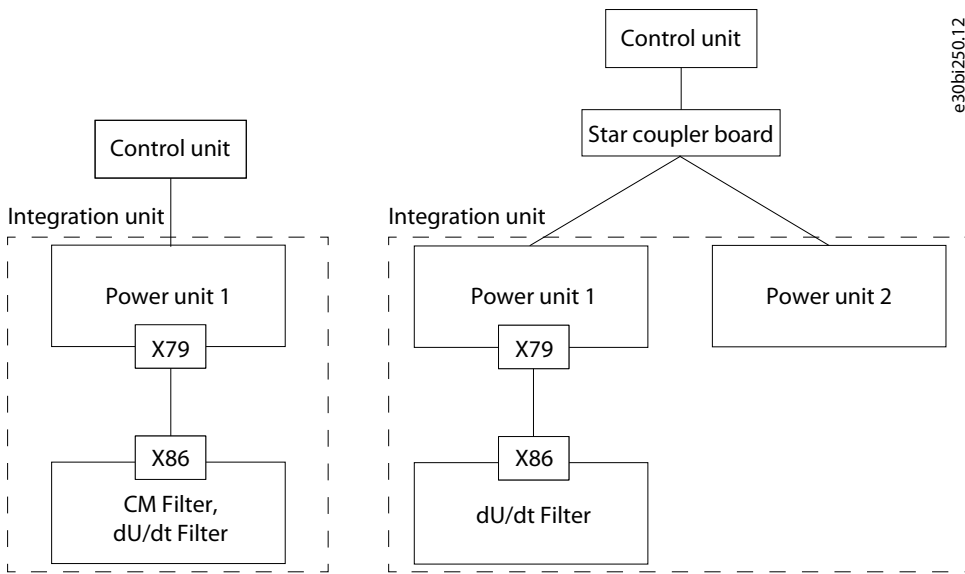 Control unit
Integration unit
Power unit 1
X79
X86
CM Filter,
dU/dt Filter
Control unit
Star coupler board
Integration unit
Power unit 1
Power unit 2
X79
X86
dU/dt Filter
e30bi250.12